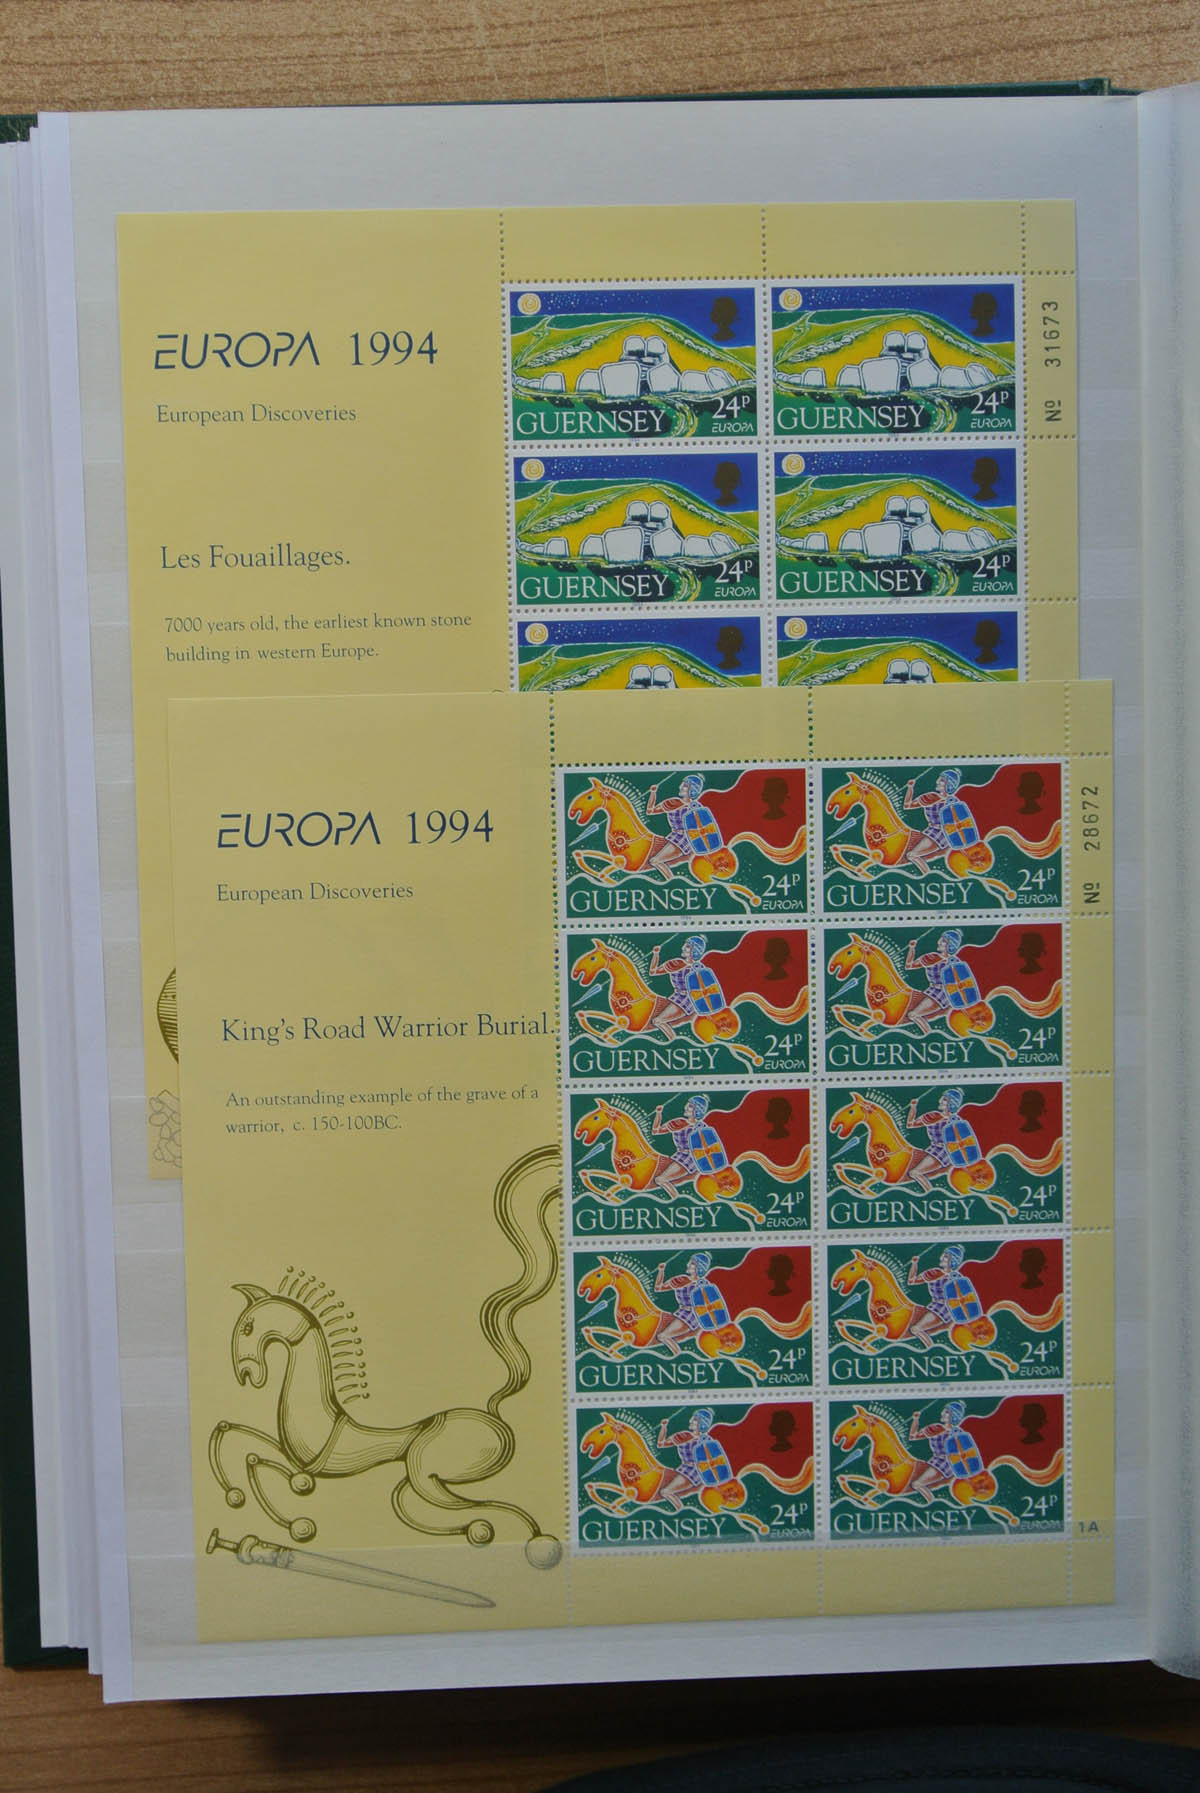 EUROPA 1994
European Discoveries
Les Fouaillages.
7000 years old, the earliest known stone
building in western Europe.
24P
GUERNSEY EUROPA
24P
GUERNSEY EUROPA
24P
GUERNSEY EUROPA
24P
GUERNSEY EUROPA
Nº 31673
EUROPA 1994
European Discoveries
King's Road Warrior Burial.
An outstanding example of the grave of a
warrior, c. 150-100BC.
24P
GUERNSEY EUROPA
24P
GUERNSEY EUROPA
24P
GUERNSEY EUROPA
24P
GUERNSEY EUROPA
24P
GUERNSEY EUROPA
24P
GUERNSEY EUROPA
24P
GUERNSEY EUROPA
24P
GUERNSEY EUROPA
24P
GUERNSEY EUROPA
24P
GUERNSEY EUROPA
Nº 28672
1A